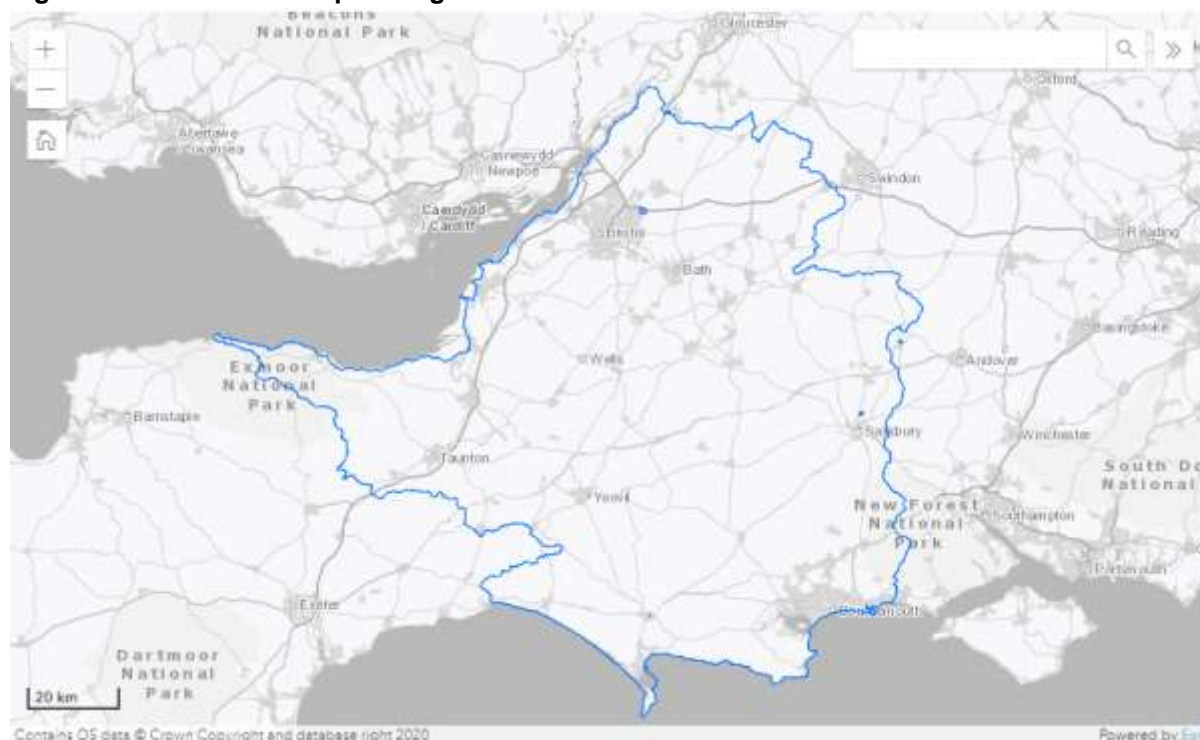 Gloucester
National Park
Oxford
Abertawe
Swansea
Casnewydd
Newport
Swindon
Caerdydd
Cardiff
Bristol
Reading
Bath
Basingstoke
Wells
Andover
Exmoor
National
Park
Barnstaple
Salisbury
Winchester
Taunton
South Do
National
Yeovil
New Forest
National
Park
Southampton
Portsmouth
Exeter
Bournemouth
Dartmoor
National
Park
20 km
Contains OS data © Crown Copyright and database right 2020
Powered by Esri